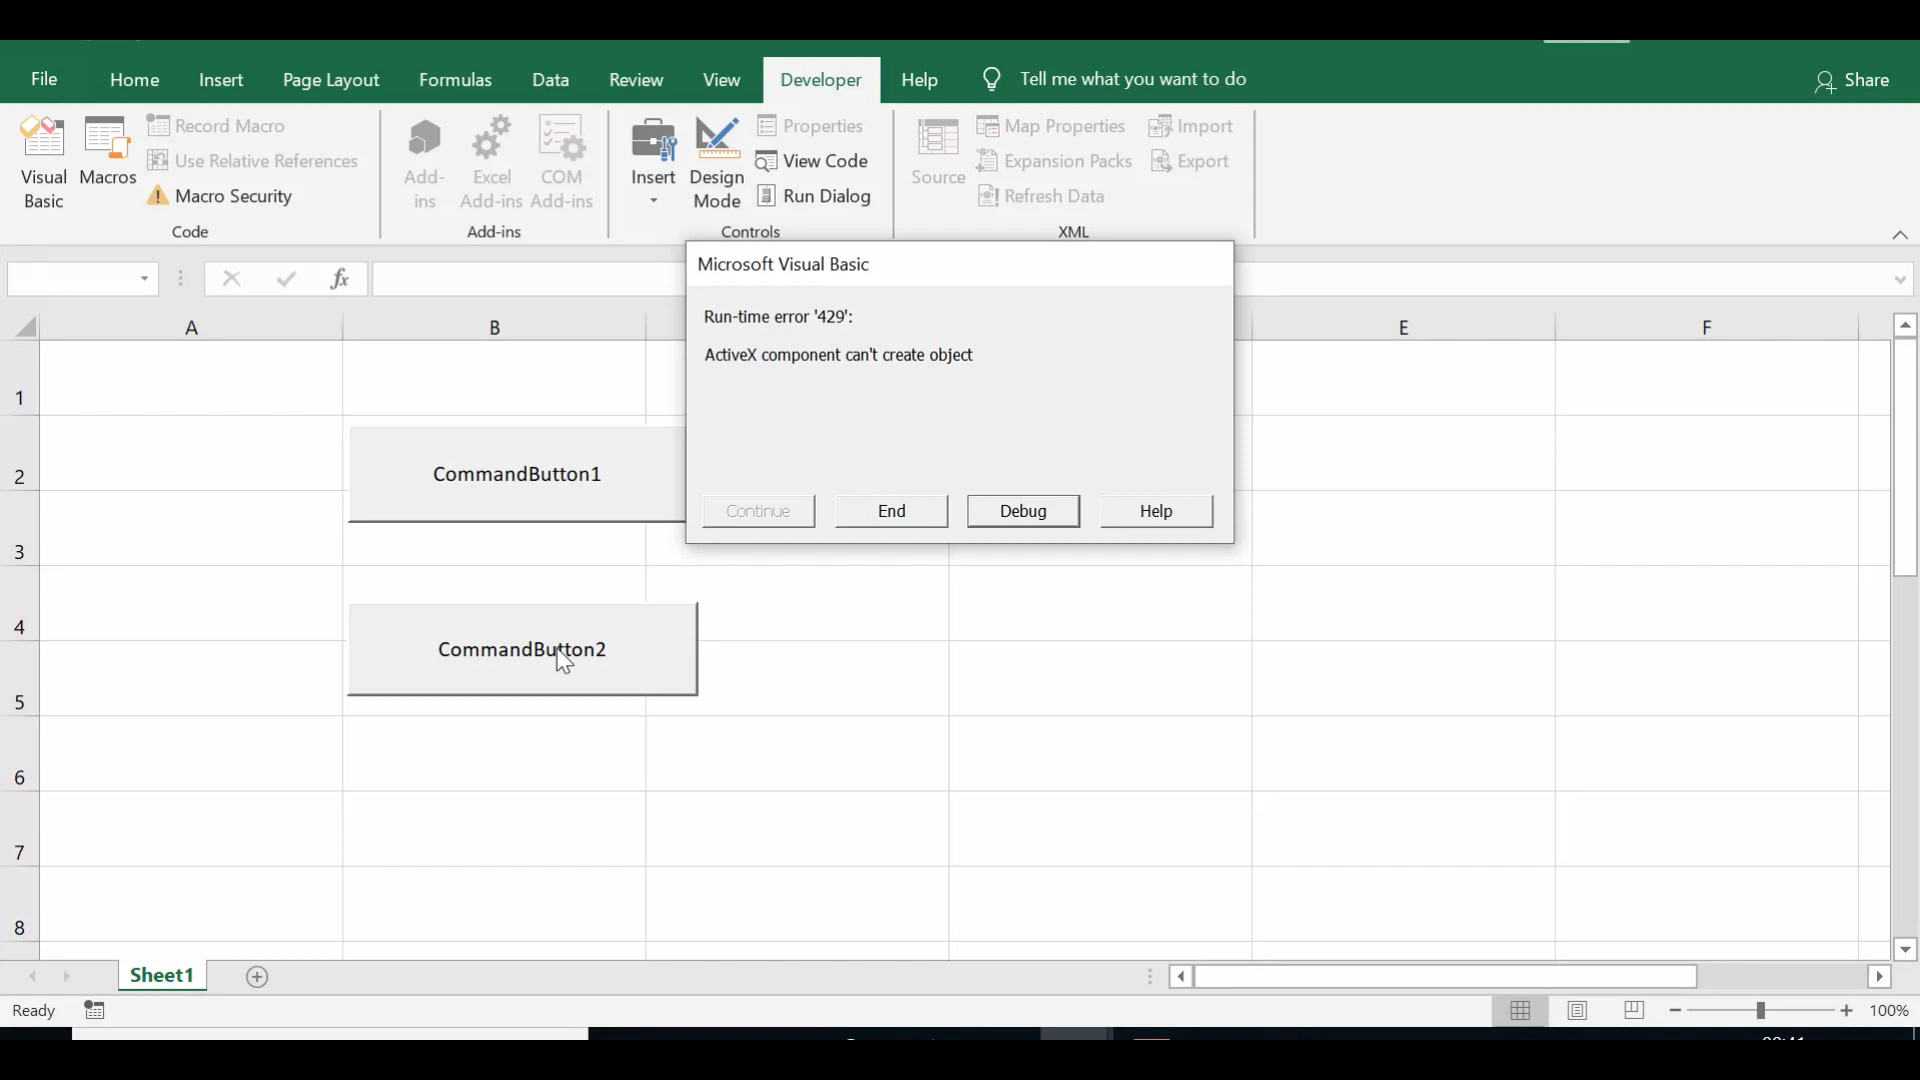 File Home Insert Page Layout Formulas Data Review View Developer Help Tell me what you want to do Share
Visual Basic
Macros
Record Macro
Use Relative References
Macro Security
Code
Add-ins
Excel Add-ins
COM Add-ins
Add-ins
Insert
Design Mode
Properties
View Code
Run Dialog
Controls
Source
Map Properties
Expansion Packs
Refresh Data
Import
Export
XML
fx
Microsoft Visual Basic
Run-time error '429':
ActiveX component can't create object
Continue End Debug Help
A B E F
1
2
3
4
5
6
7
8
CommandButton1
CommandButton2
Sheet1
Ready
100%